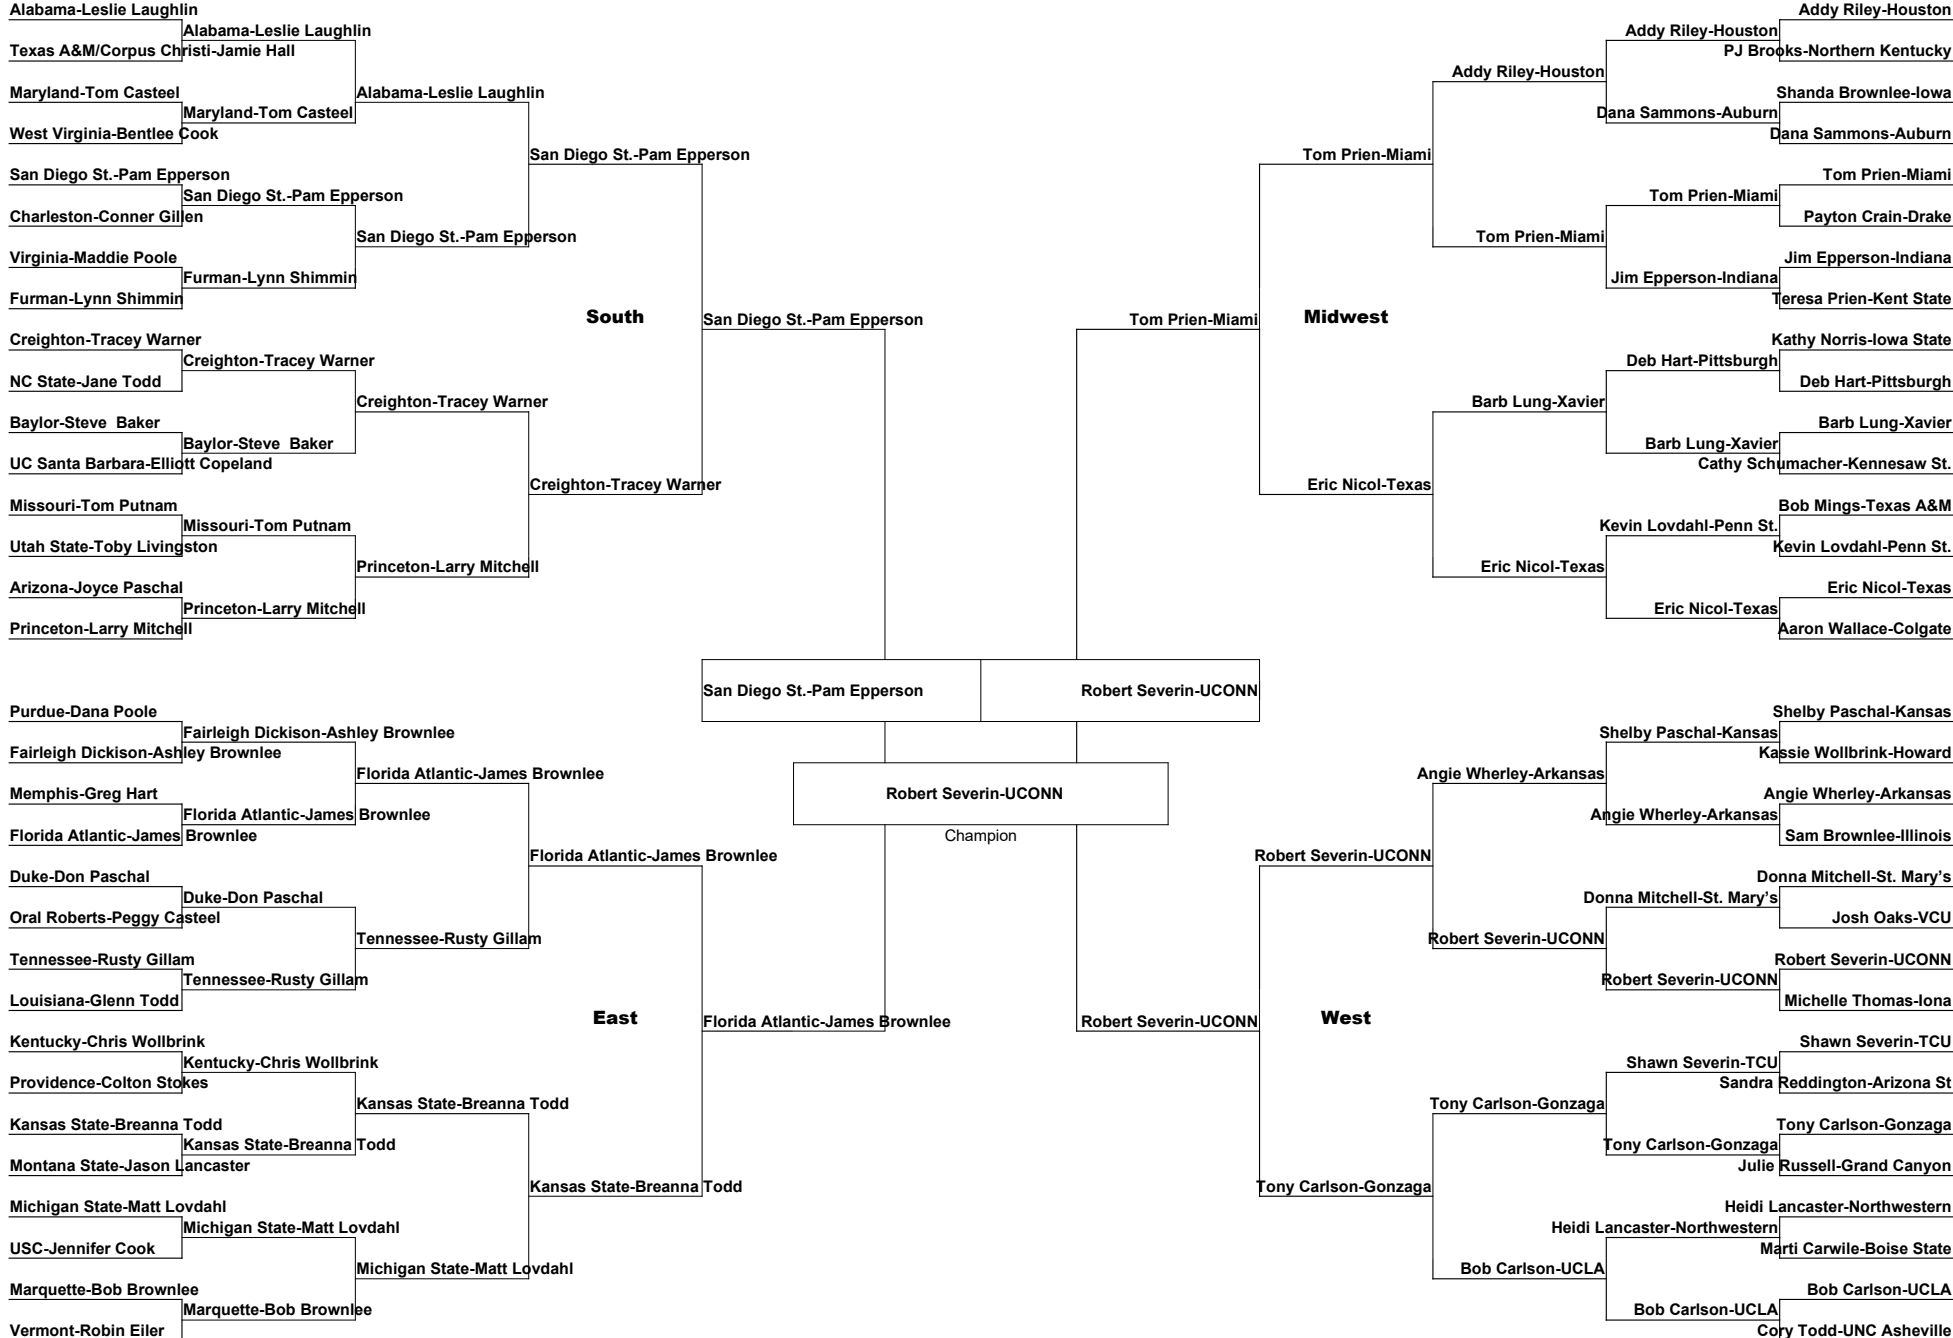 Alabama-Leslie Laughlin
Texas A&M/Corpus Christi-Jamie Hall
Maryland-Tom Casteel
West Virginia-Bentlee Cook
San Diego St.-Pam Epperson
Charleston-Conner Gillen
Virginia-Maddie Poole
Furman-Lynn Shimmin
Creighton-Tracey Warner
NC State-Jane Todd
Baylor-Steve  Baker
UC Santa Barbara-Elliott Copeland
Missouri-Tom Putnam
Utah State-Toby Livingston
Arizona-Joyce Paschal
Princeton-Larry Mitchell
Alabama-Leslie Laughlin
Maryland-Tom Casteel
San Diego St.-Pam Epperson
Furman-Lynn Shimmin
Creighton-Tracey Warner
Baylor-Steve  Baker
Missouri-Tom Putnam
Princeton-Larry Mitchell
Alabama-Leslie Laughlin
San Diego St.-Pam Epperson
Creighton-Tracey Warner
Princeton-Larry Mitchell
San Diego St.-Pam Epperson
Creighton-Tracey Warner
South
San Diego St.-Pam Epperson
Purdue-Dana Poole
Fairleigh Dickison-Ashley Brownlee
Memphis-Greg Hart
Florida Atlantic-James Brownlee
Duke-Don Paschal
Oral Roberts-Peggy Casteel
Tennessee-Rusty Gillam
Louisiana-Glenn Todd
Kentucky-Chris Wollbrink
Providence-Colton Stokes
Kansas State-Breanna Todd
Montana State-Jason Lancaster
Michigan State-Matt Lovdahl
USC-Jennifer Cook
Marquette-Bob Brownlee
Vermont-Robin Eiler
Fairleigh Dickison-Ashley Brownlee
Florida Atlantic-James Brownlee
Duke-Don Paschal
Tennessee-Rusty Gillam
Kentucky-Chris Wollbrink
Kansas State-Breanna Todd
Michigan State-Matt Lovdahl
Marquette-Bob Brownlee
Florida Atlantic-James Brownlee
Tennessee-Rusty Gillam
Kansas State-Breanna Todd
Michigan State-Matt Lovdahl
Florida Atlantic-James Brownlee
Kansas State-Breanna Todd
East
Florida Atlantic-James Brownlee
San Diego St.-Pam Epperson
Robert Severin-UCONN
Robert Severin-UCONN
Champion
Tom Prien-Miami
Midwest
Tom Prien-Miami
Eric Nicol-Texas
Addy Riley-Houston
Tom Prien-Miami
Barb Lung-Xavier
Eric Nicol-Texas
Addy Riley-Houston
Dana Sammons-Auburn
Tom Prien-Miami
Jim Epperson-Indiana
Deb Hart-Pittsburgh
Barb Lung-Xavier
Kevin Lovdahl-Penn St.
Eric Nicol-Texas
Addy Riley-Houston
PJ Brooks-Northern Kentucky
Shanda Brownlee-Iowa
Dana Sammons-Auburn
Tom Prien-Miami
Payton Crain-Drake
Jim Epperson-Indiana
Teresa Prien-Kent State
Kathy Norris-Iowa State
Deb Hart-Pittsburgh
Barb Lung-Xavier
Cathy Schumacher-Kennesaw St.
Bob Mings-Texas A&M
Kevin Lovdahl-Penn St.
Eric Nicol-Texas
Aaron Wallace-Colgate
Robert Severin-UCONN
West
Robert Severin-UCONN
Tony Carlson-Gonzaga
Angie Wherley-Arkansas
Robert Severin-UCONN
Tony Carlson-Gonzaga
Bob Carlson-UCLA
Shelby Paschal-Kansas
Angie Wherley-Arkansas
Donna Mitchell-St. Mary’s
Robert Severin-UCONN
Shawn Severin-TCU
Tony Carlson-Gonzaga
Heidi Lancaster-Northwestern
Bob Carlson-UCLA
Shelby Paschal-Kansas
Kassie Wollbrink-Howard
Angie Wherley-Arkansas
Sam Brownlee-Illinois
Donna Mitchell-St. Mary’s
Josh Oaks-VCU
Robert Severin-UCONN
Michelle Thomas-Iona
Shawn Severin-TCU
Sandra Reddington-Arizona St
Tony Carlson-Gonzaga
Julie Russell-Grand Canyon
Heidi Lancaster-Northwestern
Marti Carwile-Boise State
Bob Carlson-UCLA
Cory Todd-UNC Asheville